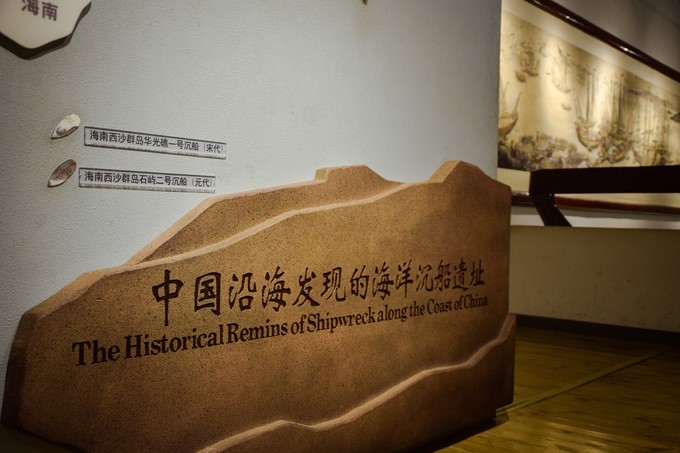 海南
海南西沙群岛华光礁一号沉船（宋代）
海南西沙群岛石屿二号沉船（元代）
中国沿海发现的海洋沉船遗址
The Historical Remins of Shipwreck along the Coast of China